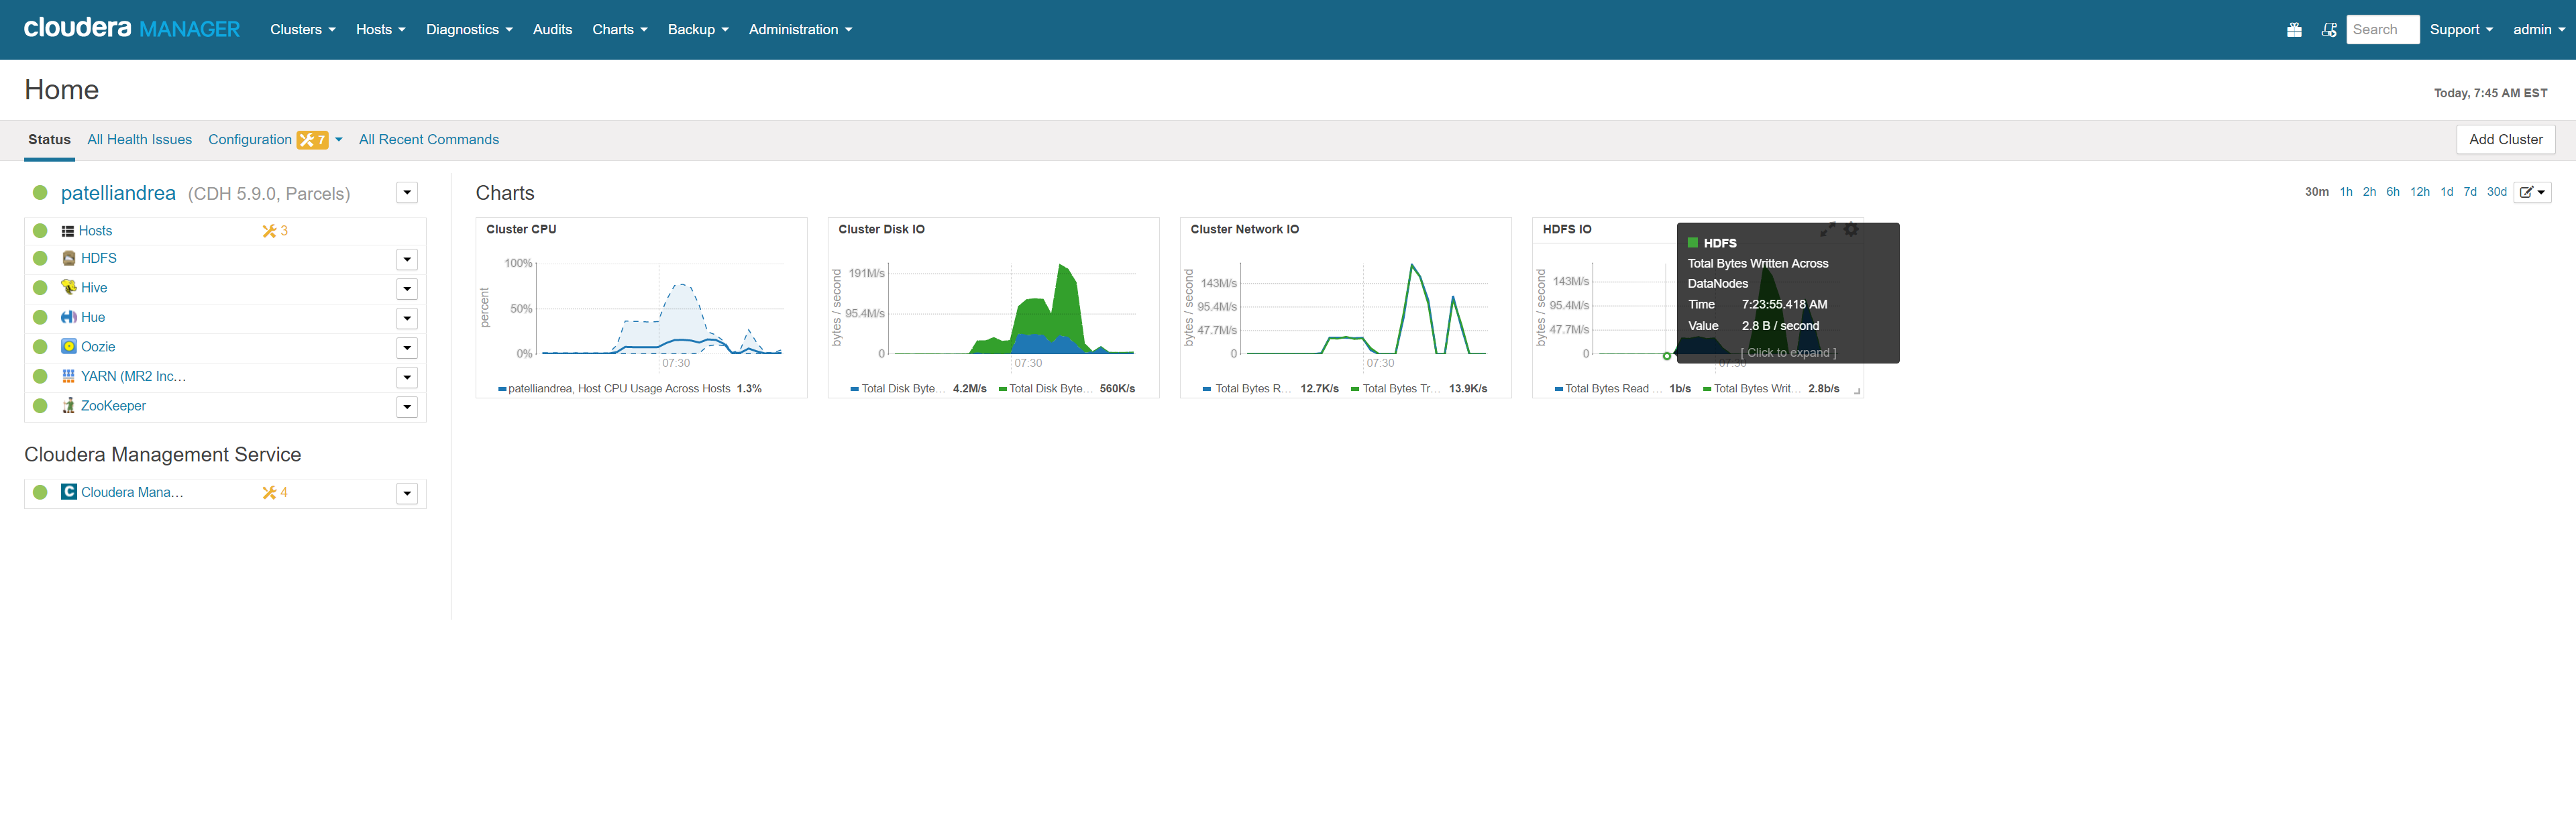 cloudera MANAGER Clusters Hosts Diagnostics Audits Charts Backup Administration Search Support admin
Home
Today, 7:45 AM EST
Status All Health Issues Configuration 7 All Recent Commands Add Cluster
patelliandrea (CDH 5.9.0, Parcels)
Hosts 3
HDFS
Hive
Hue
Oozie
YARN (MR2 Inc...
ZooKeeper
Cloudera Management Service
C Cloudera Mana... 4
Charts
30m 1h 2h 6h 12h 1d 7d 30d
Cluster CPU
percent
100%
50%
0%
07:30
patelliandrea, Host CPU Usage Across Hosts 1.3%
Cluster Disk IO
bytes / second
191M/s
95.4M/s
0
07:30
Total Disk Byte... 4.2M/s Total Disk Byte... 560K/s
Cluster Network IO
bytes / second
143M/s
95.4M/s
47.7M/s
0
07:30
Total Bytes R... 12.7K/s Total Bytes Tr... 13.9K/s
HDFS IO
bytes / second
143M/s
95.4M/s
47.7M/s
0
07:30
Total Bytes Read ... 1b/s Total Bytes Writ... 2.8b/s
HDFS
Total Bytes Written Across
DataNodes
Time 7:23:55.418 AM
Value 2.8 B / second
[ Click to expand ]